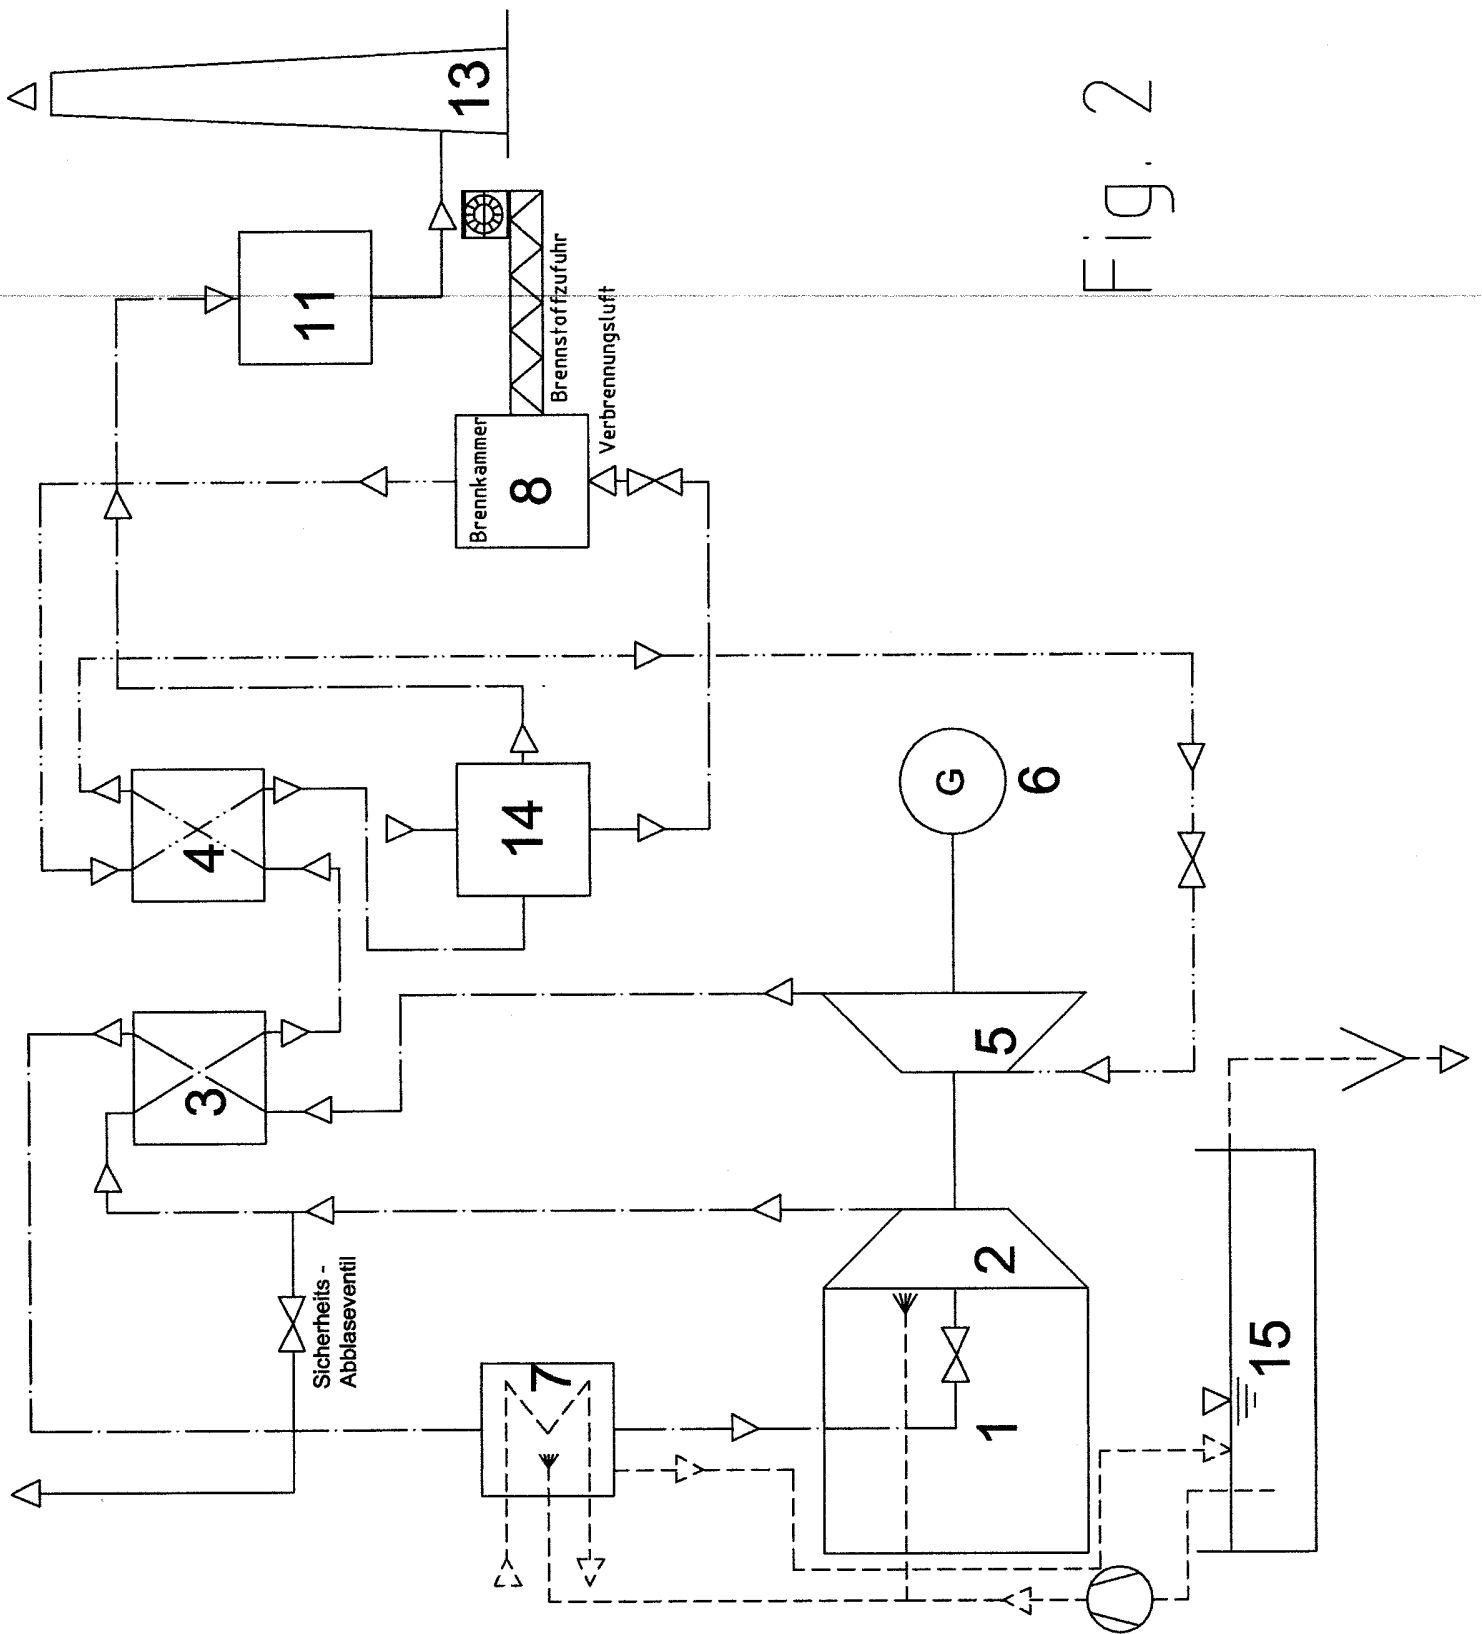 13
11
Brennstoffzufuhr
Verbrennungsluft
Brennkammer
8
4
14
G
6
3
5
Sicherheits -
Abblaseventil
2
7
1
15
Fig. 2